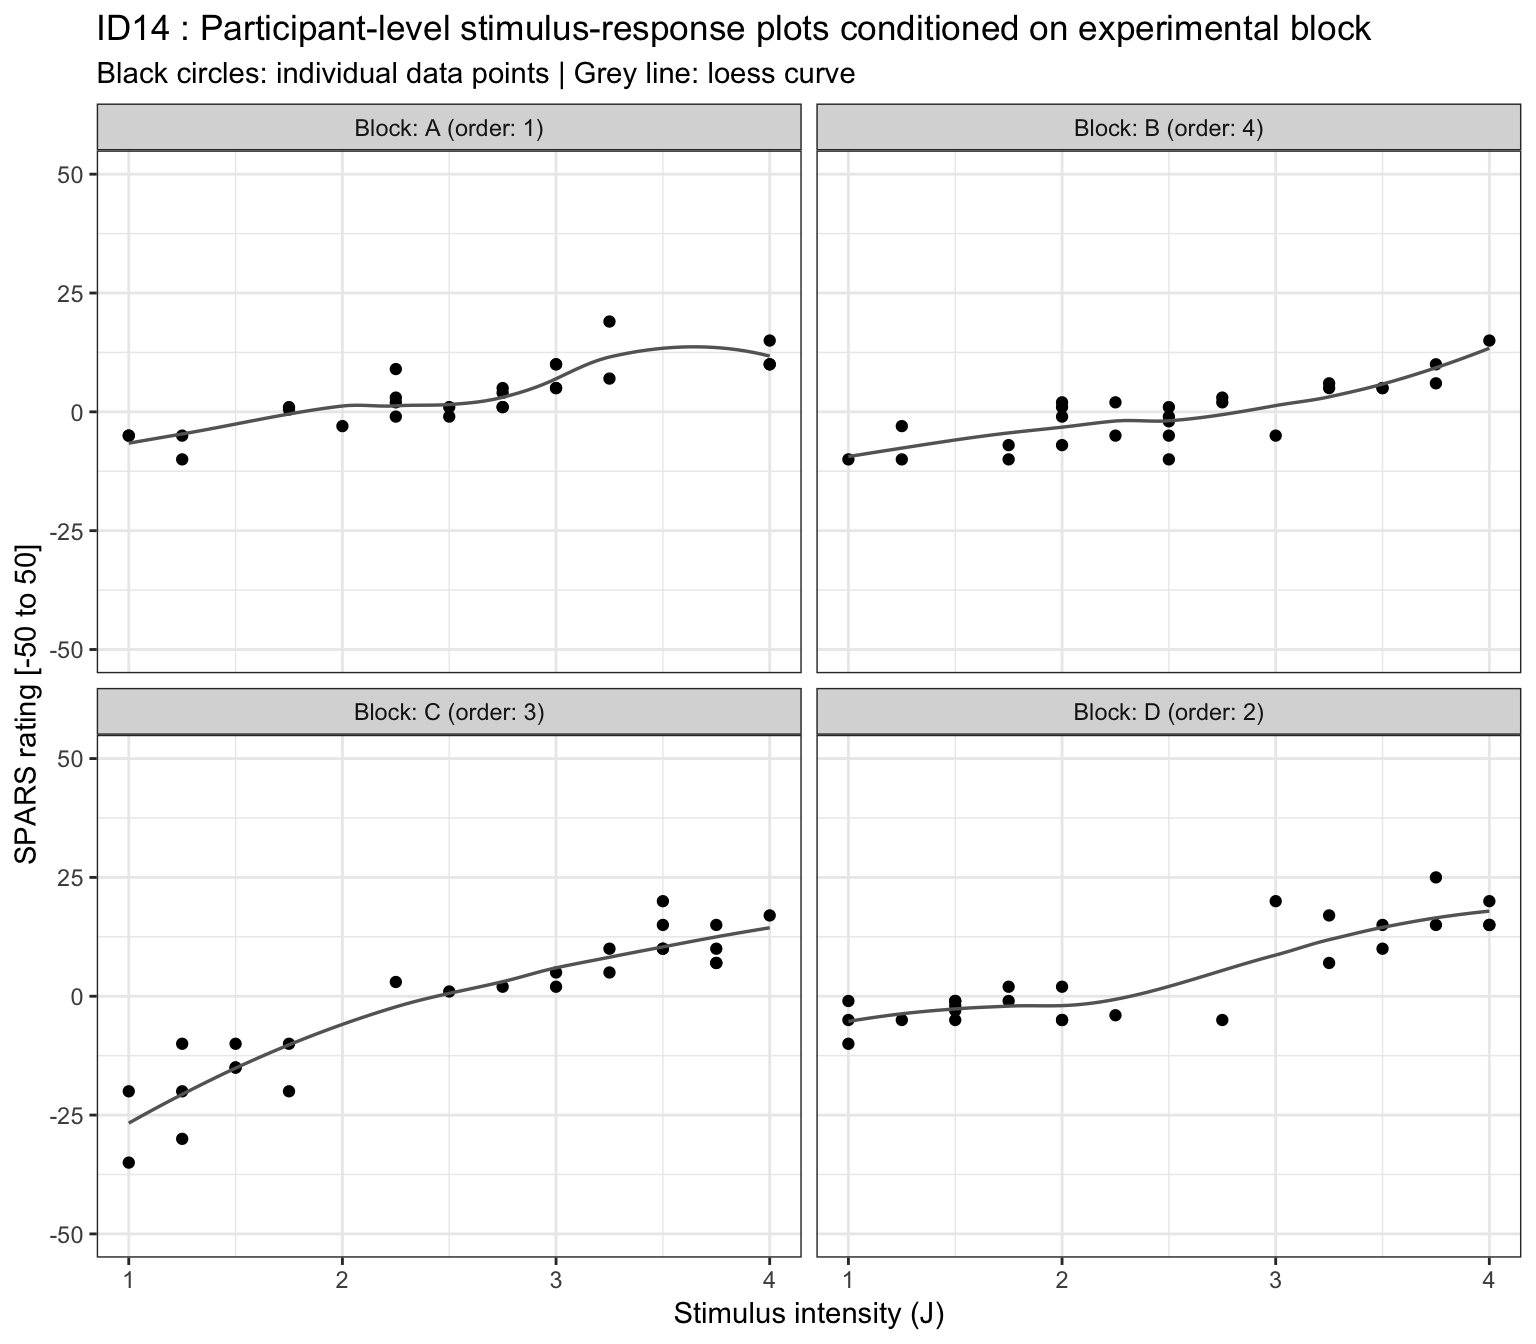 ID14 : Participant-level stimulus-response plots conditioned on experimental block
Black circles: individual data points | Grey line: loess curve
Block: A (order: 1)
Block: B (order: 4)
50
25
0
-25
-50
Block: C (order: 3)
Block: D (order: 2)
50
25
0
-25
-50
SPARS rating [-50 to 50]
1 2 3 4 1 2 3 4
Stimulus intensity (J)